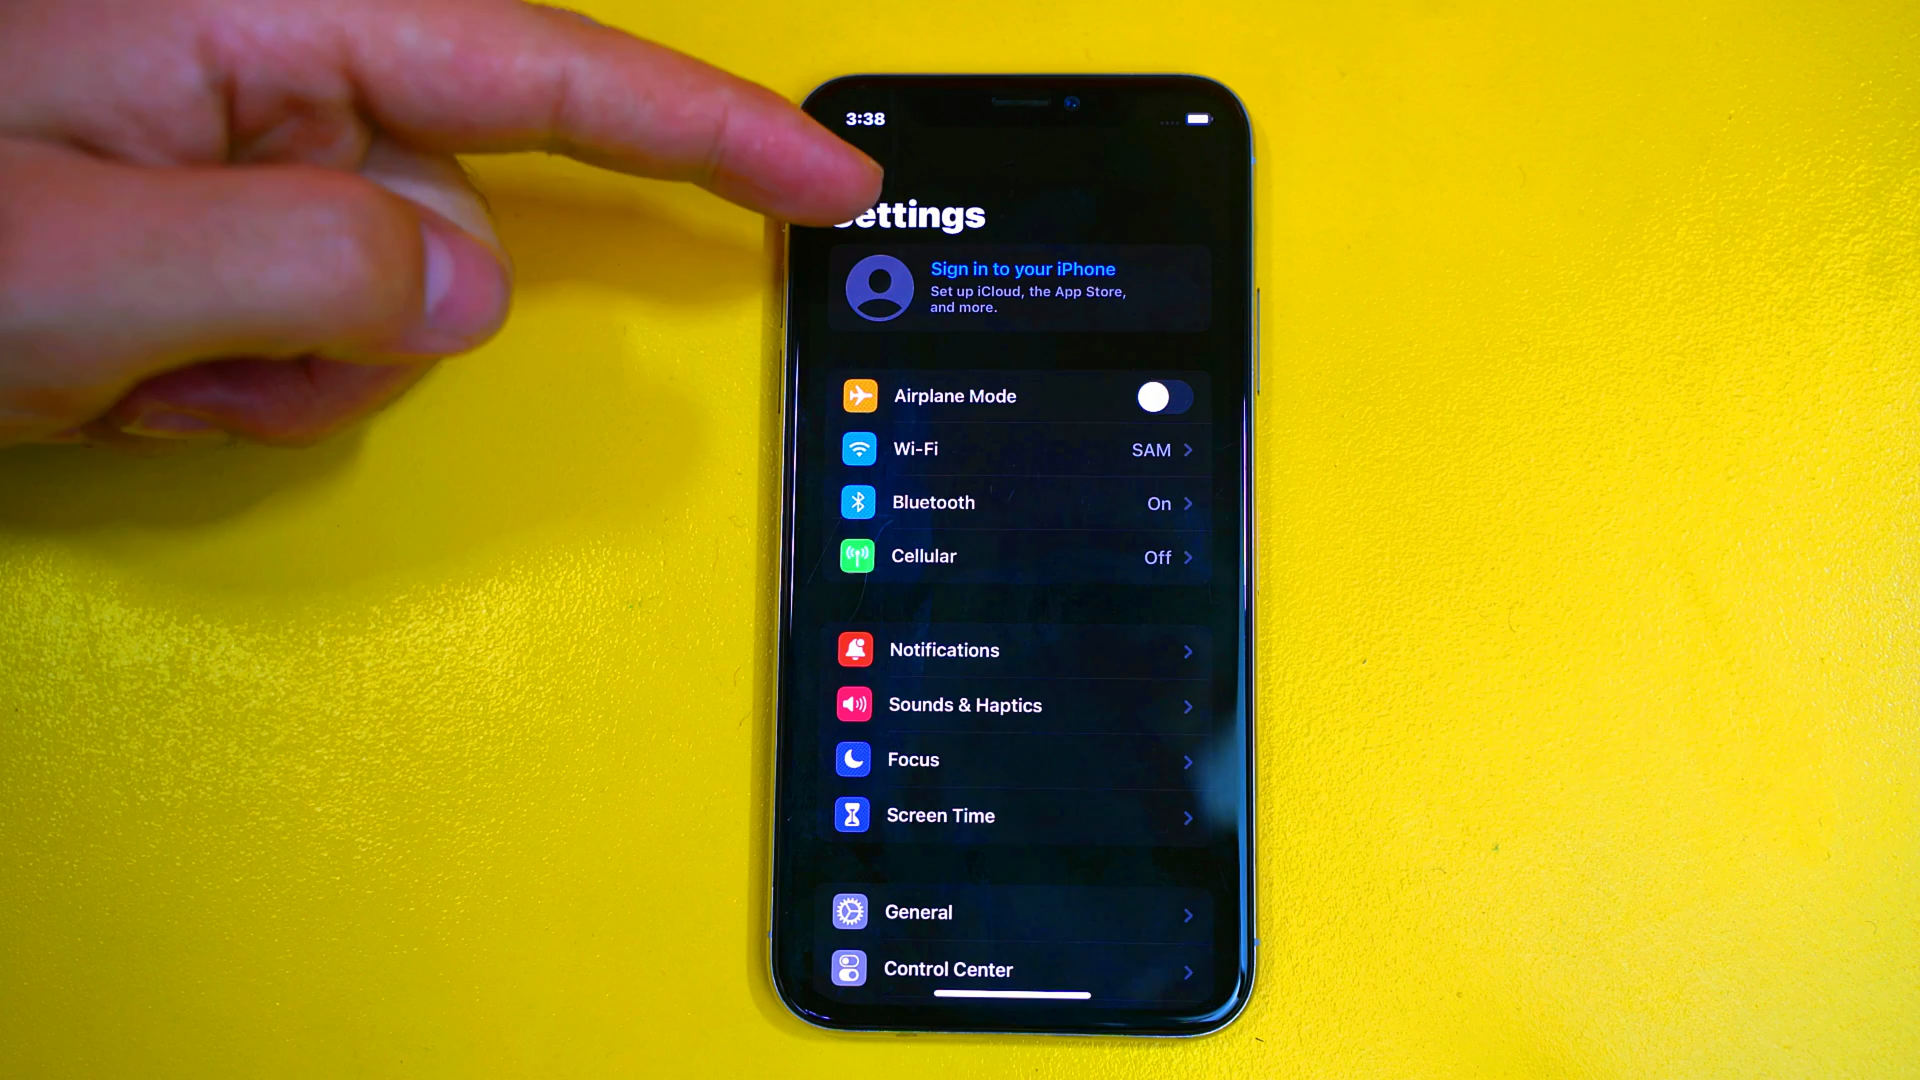 3:38
Settings
Sign in to your iPhone
Set up iCloud, the App Store,
and more.
Airplane Mode
Wi-Fi SAM
Bluetooth On
Cellular Off
Notifications
Sounds & Haptics
Focus
Screen Time
General
Control Center